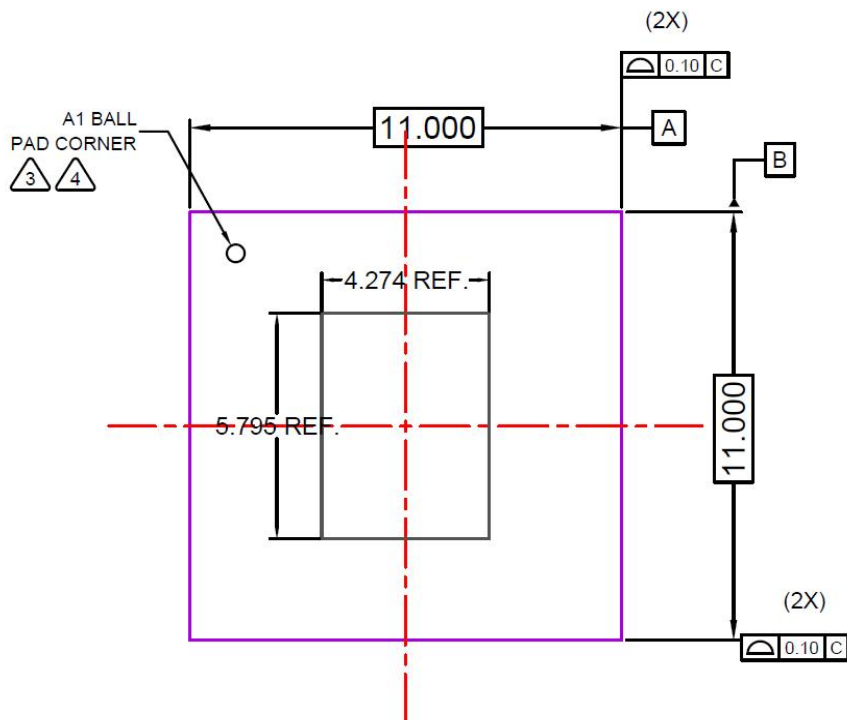 (2X)
0.10 C
A1 BALL
PAD CORNER
3 4
11.000
A
B
4.274 REF.
5.795 REF.
11.000
(2X)
0.10 C